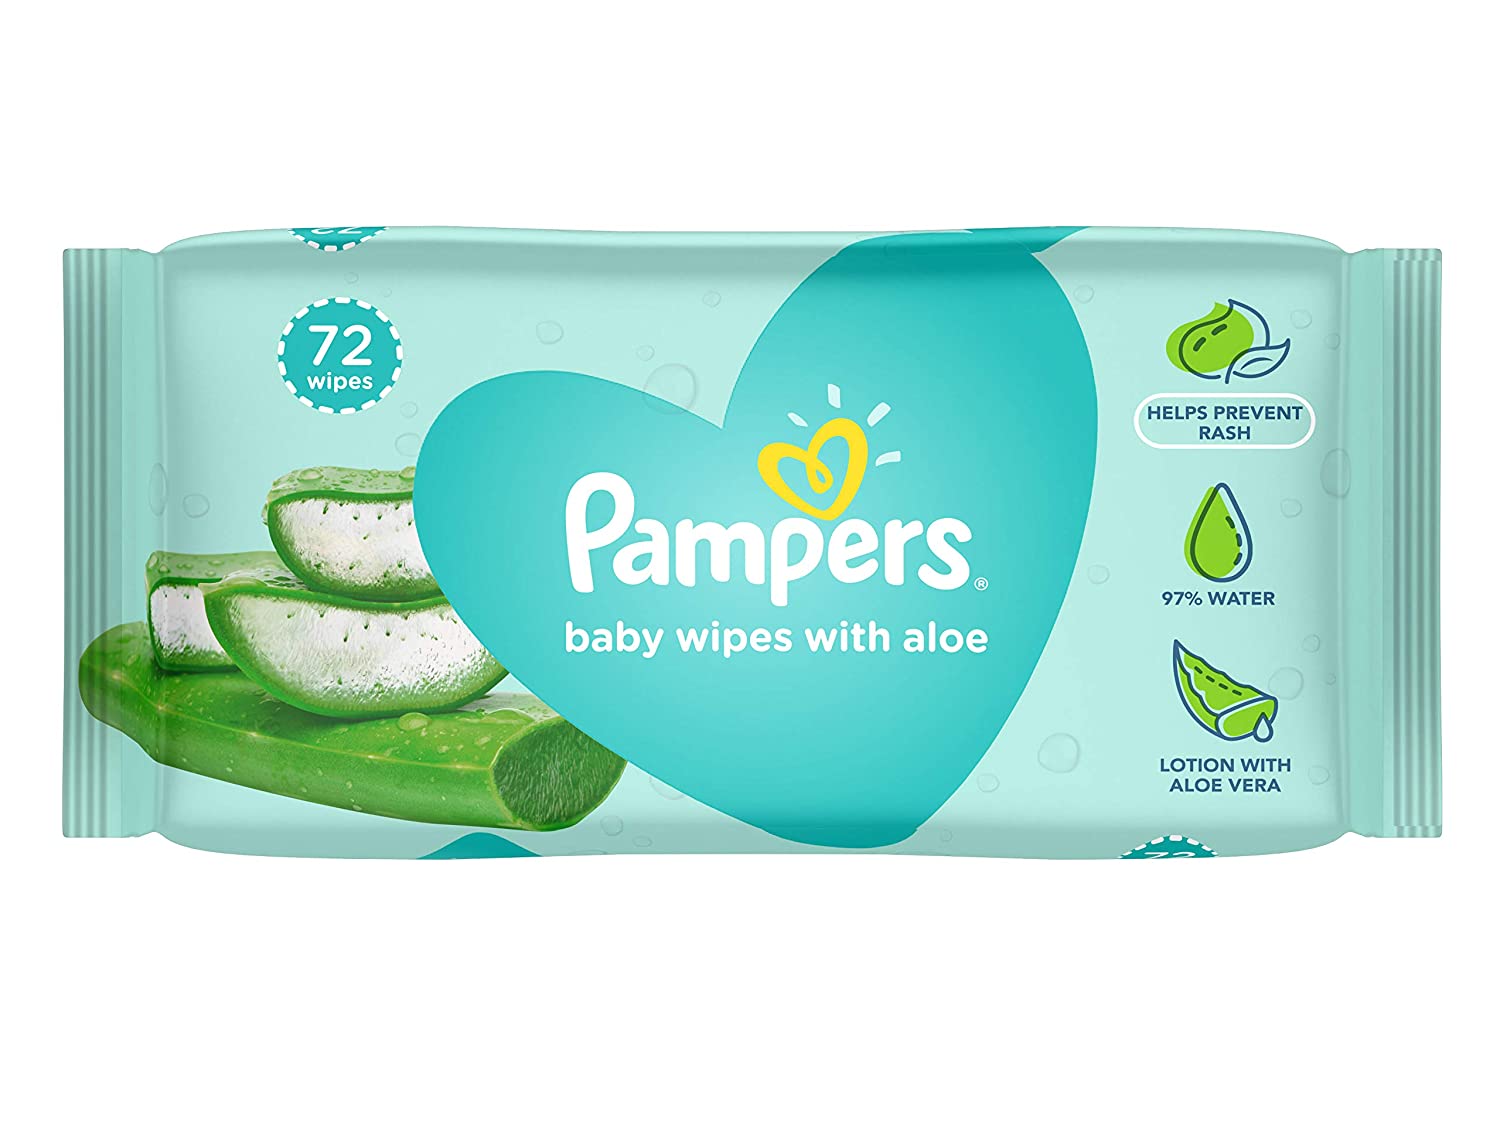 72
wipes
Pampers®
baby wipes with aloe
HELPS PREVENT
RASH
97% WATER
LOTION WITH
ALOE VERA